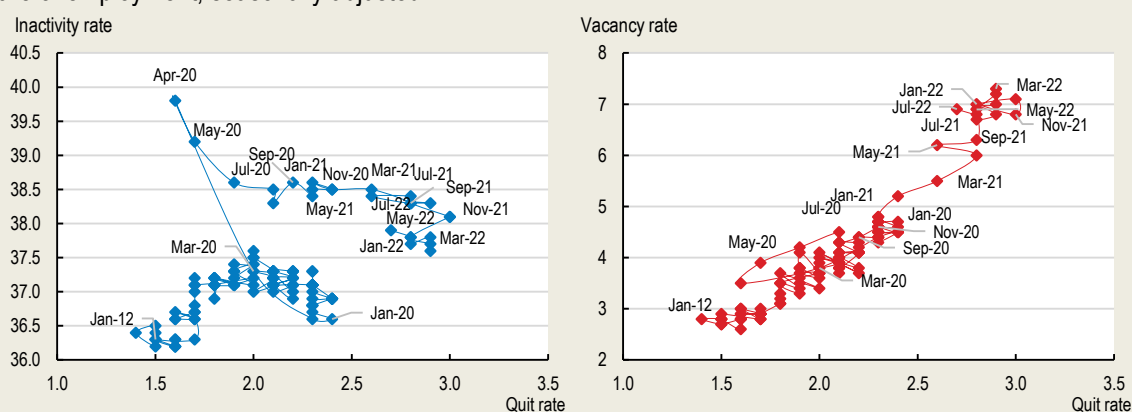 Inactivity rate
40.5
40.0
39.5
39.0
38.5
38.0
37.5
37.0
36.5
36.0
1.0
1.5
2.0
2.5
3.0
3.5
Quit rate
Apr-20
May-20
Jul-20
Sep-20
Jan-21
Nov-20
Mar-21
Jul-21
May-21
Jul-22
Sep-21
May-22
Nov-21
Jan-22
Mar-22
Mar-20
Jan-12
Jan-20
Vacancy rate
8
7
6
5
4
3
2
1.0
1.5
2.0
2.5
3.0
3.5
Quit rate
Mar-22
Jan-22
Jul-22
May-22
Jul-21
Nov-21
Sep-21
May-21
Mar-21
Jan-21
Jul-20
Jan-20
Nov-20
May-20
Sep-20
Mar-20
Jan-12